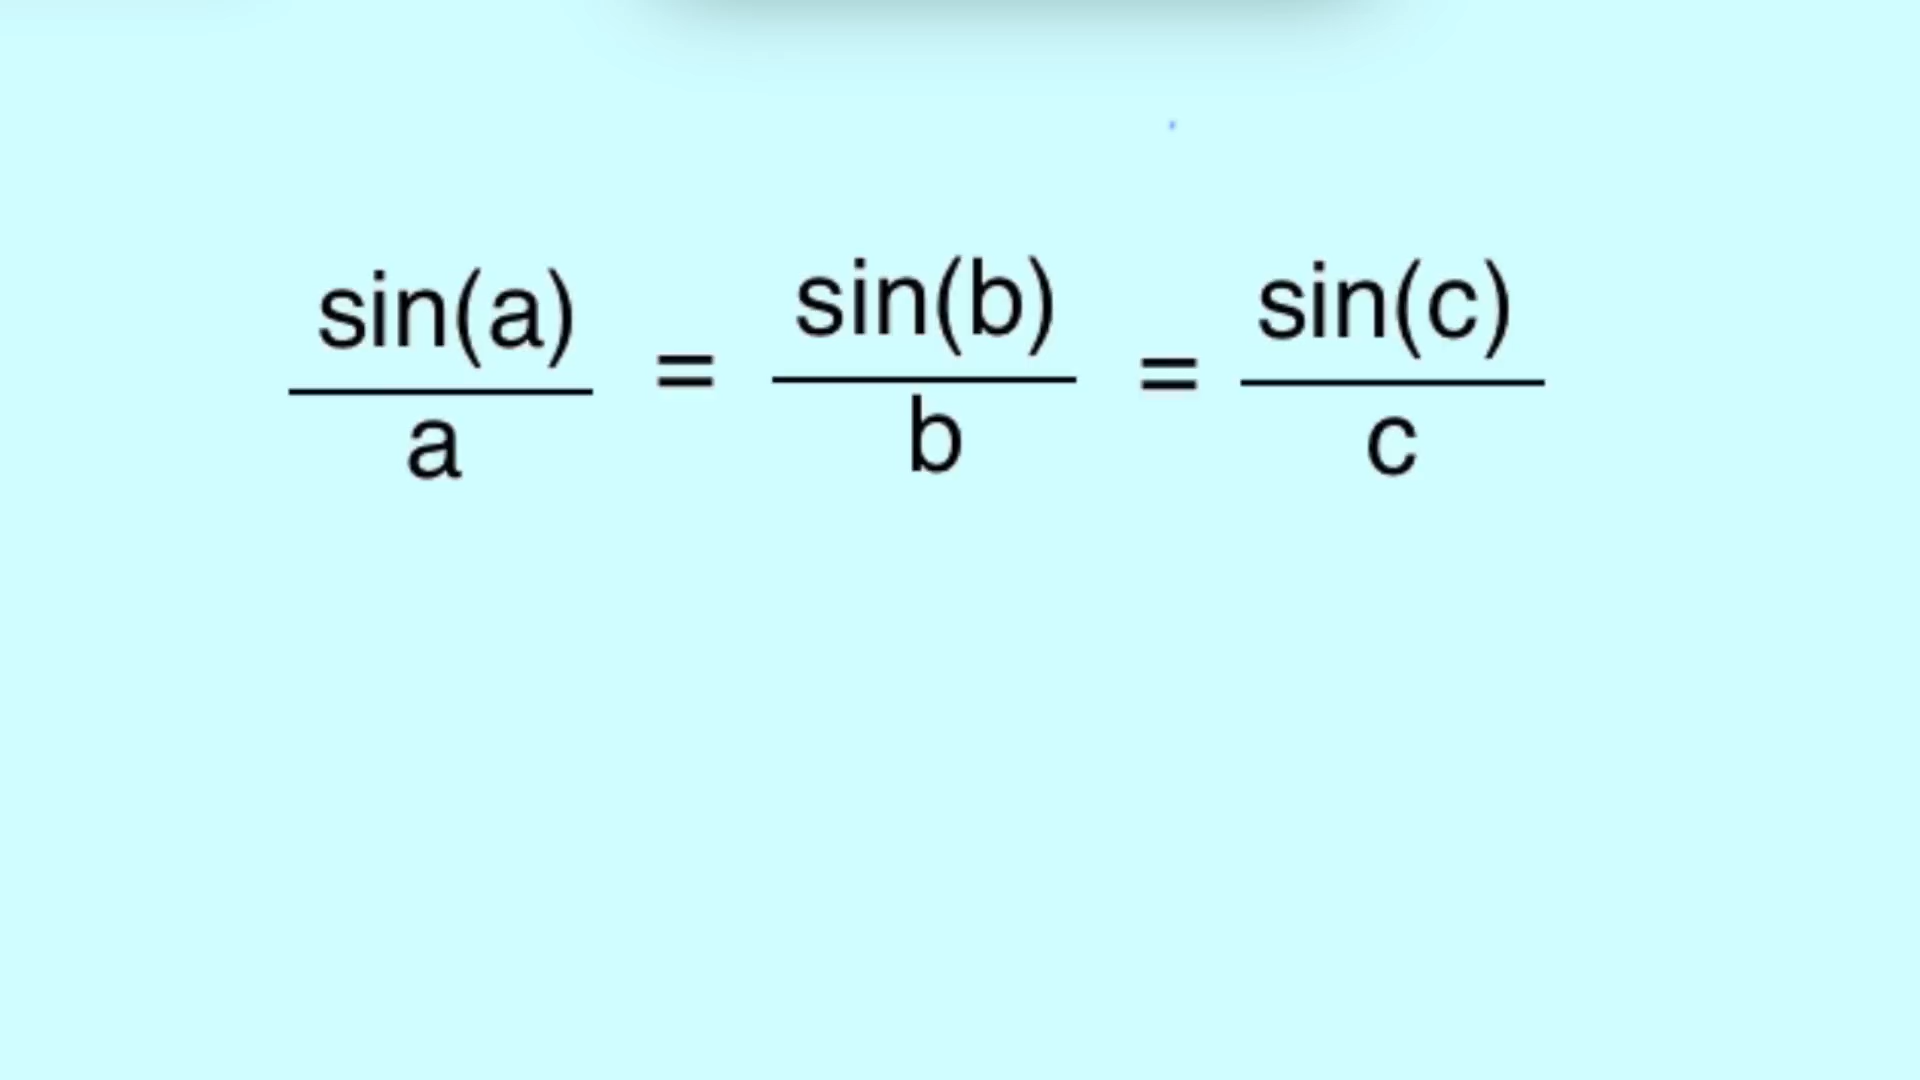 sin(a) = sin(b) = sin(c)
a b c